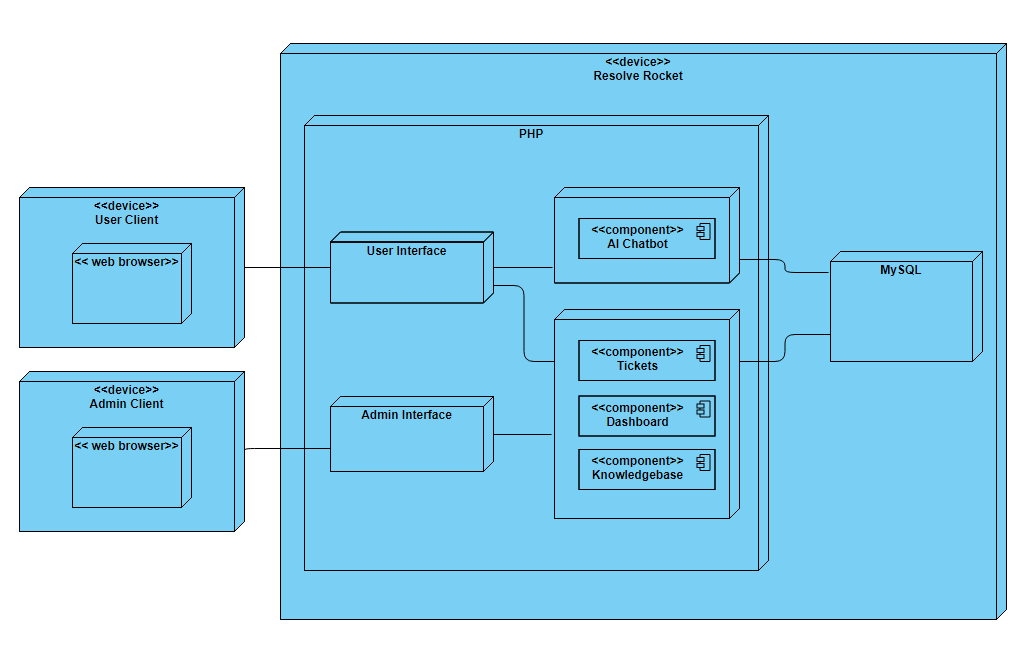 <<device>>
Resolve Rocket
PHP
<<device>>
User Client
<< web browser>>
User Interface
<<component>>
AI Chatbot
MySQL
<<component>>
Tickets
<<device>>
Admin Client
<< web browser>>
Admin Interface
<<component>>
Dashboard
<<component>>
Knowledgebase